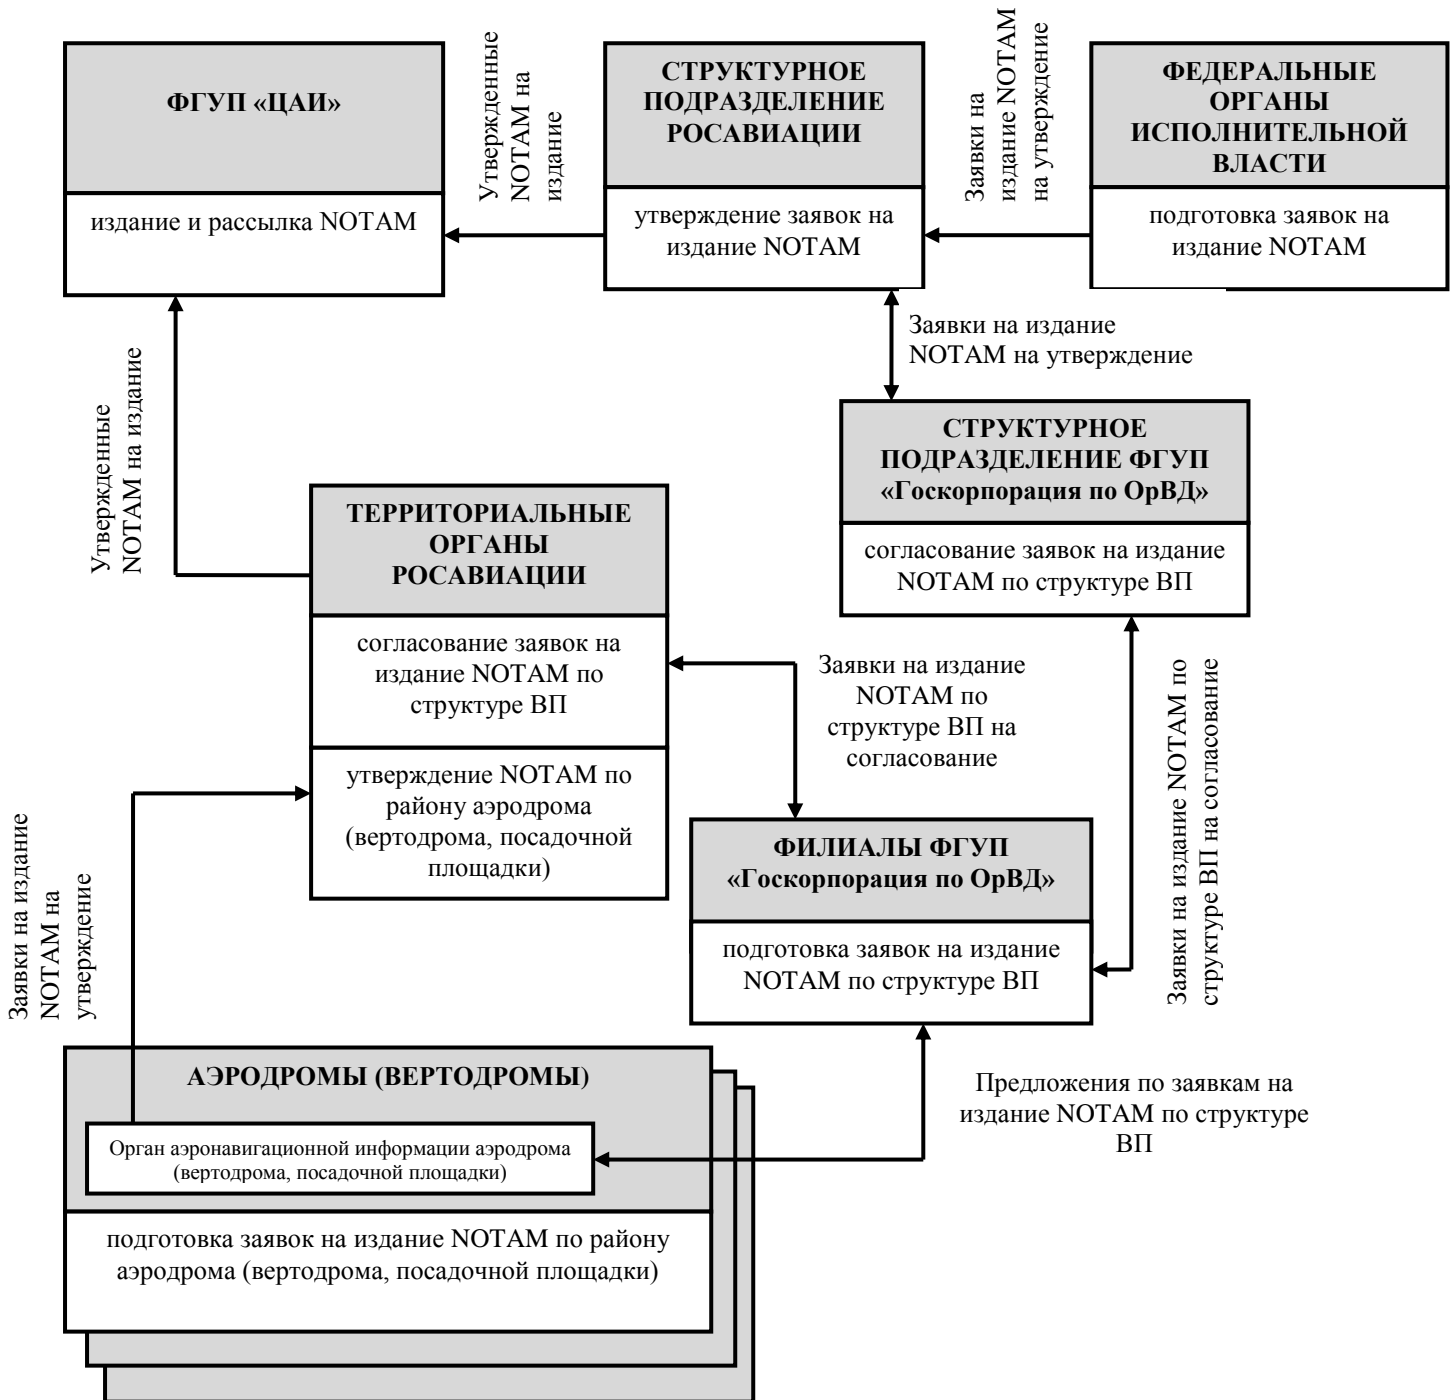 ФГУП «ЦАИ»
издание и рассылка NOTAM
Утвержденные
NOTAM на
издание
СТРУКТУРНОЕ
ПОДРАЗДЕЛЕНИЕ
РОСАВИАЦИИ
утверждение заявок на
издание NOTAM
Заявки на
издание NOTAM
на утверждение
ФЕДЕРАЛЬНЫЕ
ОРГАНЫ
ИСПОЛНИТЕЛЬНОЙ
ВЛАСТИ
подготовка заявок на
издание NOTAM
Заявки на издание
NOTAM на утверждение
Утвержденные
NOTAM на издание
СТРУКТУРНОЕ
ПОДРАЗДЕЛЕНИЕ ФГУП
«Госкорпорация по ОрВД»
согласование заявок на издание
NOTAM по структуре ВП
ТЕРРИТОРИАЛЬНЫЕ
ОРГАНЫ
РОСАВИАЦИИ
согласование заявок на
издание NOTAM по
структуре ВП
утверждение NOTAM по
району аэродрома
(вертодрома, посадочной
площадки)
Заявки на издание
NOTAM по
структуре ВП на
согласование
Заявки на издание NOTAM по
структуре ВП на согласование
ФИЛИАЛЫ ФГУП
«Госкорпорация по ОрВД»
подготовка заявок на издание
NOTAM по структуре ВП
Заявки на издание
NOTAM на
утверждение
АЭРОДРОМЫ (ВЕРТОДРОМЫ)
Орган аэронавигационной информации аэродрома
(вертодрома, посадочной площадки)
подготовка заявок на издание NOTAM по району
аэродрома (вертодрома, посадочной площадки)
Предложения по заявкам на
издание NOTAM по структуре
ВП